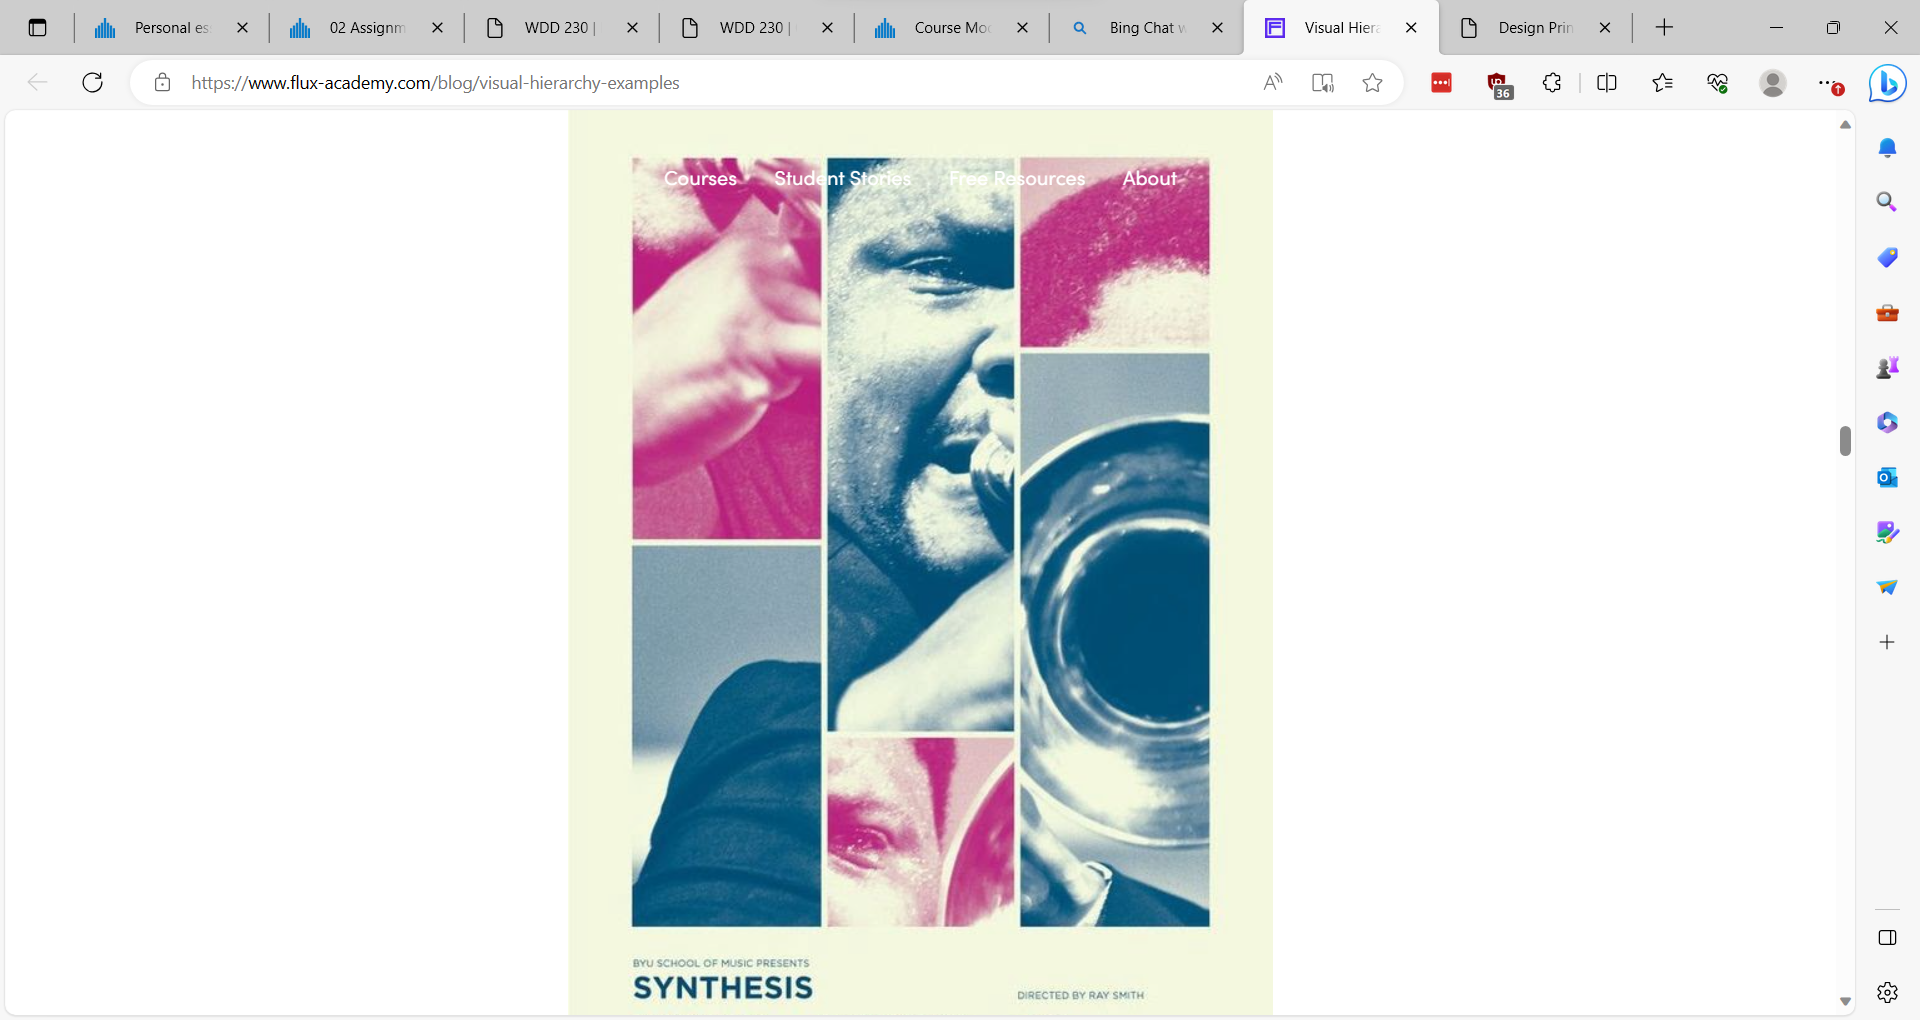 Personal es
02 Assignm
WDD 230 |
WDD 230 |
Course Mod
Bing Chat w
Visual Hiera
Design Prin
https://www.flux-academy.com/blog/visual-hierarchy-examples
36
Courses Student Stories Free Resources About
BYU SCHOOL OF MUSIC PRESENTS
SYNTHESIS
DIRECTED BY RAY SMITH